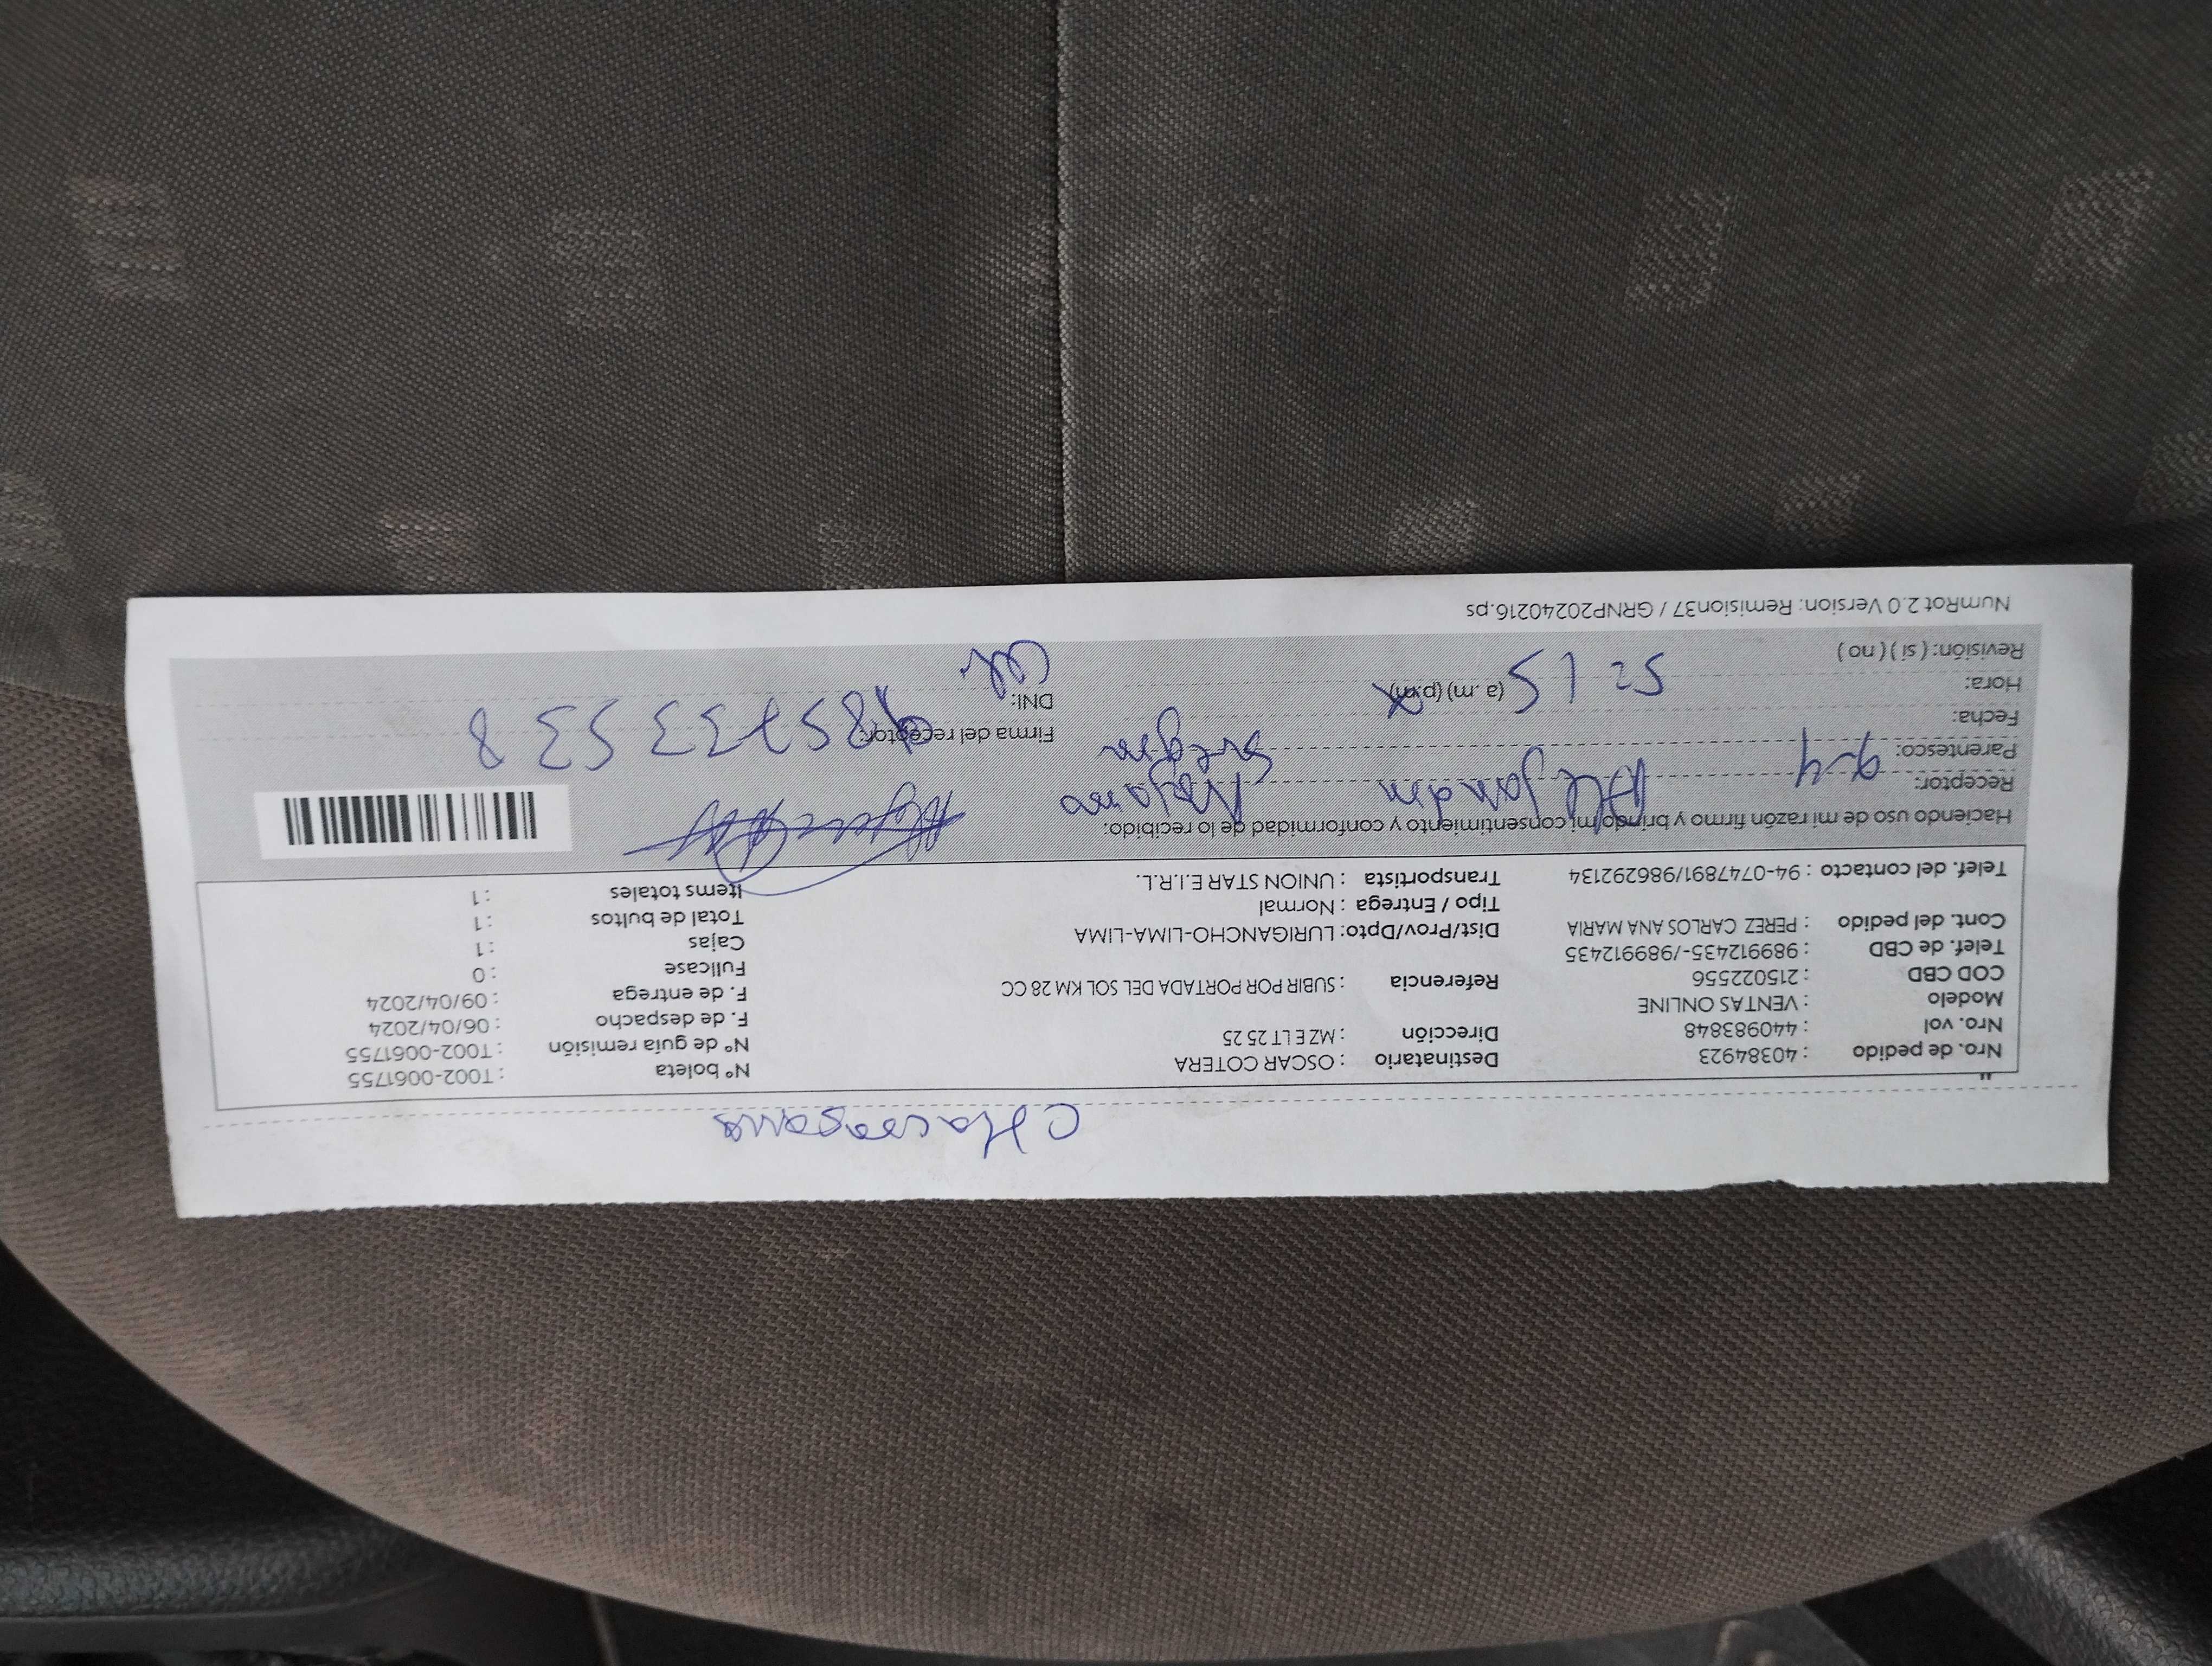 CHacrasana
Nro. de pedido : 40384923 Destinatario : OSCAR COTERA N° boleta : T002-0061755
Nro. vol : 440983848 Dirección : MZ E LT 25 25 N° de guía remisión : T002-0061755
Modelo : VENTAS ONLINE F. de despacho : 06/04/2024
COD CBD : 215022556 Referencia : SUBIR POR PORTADA DEL SOL KM 28 CC F. de entrega : 09/04/2024
Telef. de CBD : 989912435-/989912435 Fullcase : 0
Cont. del pedido : PEREZ CARLOS ANA MARIA Dist/Prov/Dpto: LURIGANCHO-LIMA-LIMA Cajas : 1
Tipo / Entrega : Normal Total de bultos : 1
Telef. del contacto : 94-0747891/986292134 Transportista : UNION STAR E.I.R.L. Items totales : 1
Haciendo uso de mi razón firmo y brindo mi consentimiento y conformidad de lo recibido.
Receptor: Alejandra
Parentesco:
Fecha: 9-4
Hora: 5:15 (a. m) (p.m)
Revisión: ( si ) ( no )
Firma del receptor:
DNI:
985733538
NumRot 2.0 Version: Remision37 / GRNP20240216.ps